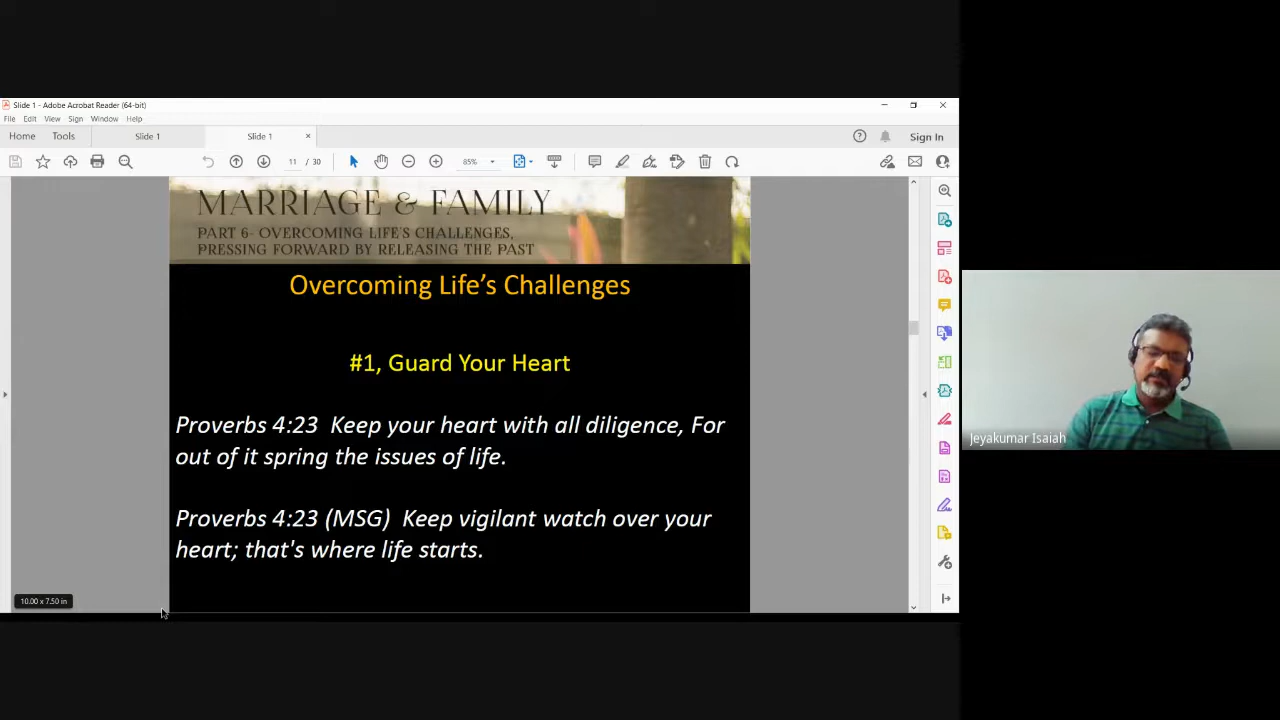 Slide 1 - Adobe Acrobat Reader (64-bit)
File Edit View Sign Window Help
Home Tools Slide 1 Slide 1 × Sign In
11 / 30 85%
MARRIAGE & FAMILY
PART 6- OVERCOMING LIFE'S CHALLENGES,
PRESSING FORWARD BY RELEASING THE PAST
Overcoming Life's Challenges
#1, Guard Your Heart
Proverbs 4:23 Keep your heart with all diligence, For
out of it spring the issues of life.
Proverbs 4:23 (MSG) Keep vigilant watch over your
heart; that's where life starts.
10.00 x 7.50 in
Jeyakumar Isaiah